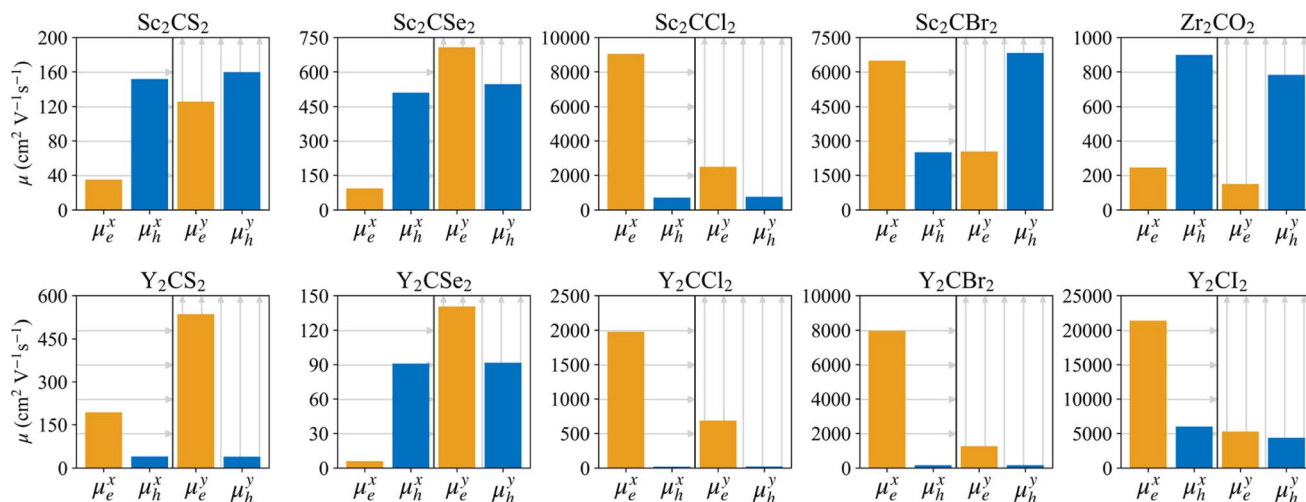 Sc₂CS₂
Sc₂CSe₂
Sc₂CCl₂
Sc₂CBr₂
Zr₂CO₂
μ (cm² V⁻¹s⁻¹)
200
160
120
80
40
0
μₑˣ μₕˣ μₑʸ μₕʸ
750
600
450
300
150
0
μₑˣ μₕˣ μₑʸ μₕʸ
10000
8000
6000
4000
2000
0
μₑˣ μₕˣ μₑʸ μₕʸ
7500
6000
4500
3000
1500
0
μₑˣ μₕˣ μₑʸ μₕʸ
1000
800
600
400
200
0
μₑˣ μₕˣ μₑʸ μₕʸ
Y₂CS₂
Y₂CSe₂
Y₂CCl₂
Y₂CBr₂
Y₂CI₂
μ (cm² V⁻¹s⁻¹)
600
450
300
150
0
μₑˣ μₕˣ μₑʸ μₕʸ
150
120
90
60
30
0
μₑˣ μₕˣ μₑʸ μₕʸ
2500
2000
1500
1000
500
0
μₑˣ μₕˣ μₑʸ μₕʸ
10000
8000
6000
4000
2000
0
μₑˣ μₕˣ μₑʸ μₕʸ
25000
20000
15000
10000
5000
0
μₑˣ μₕˣ μₑʸ μₕʸ